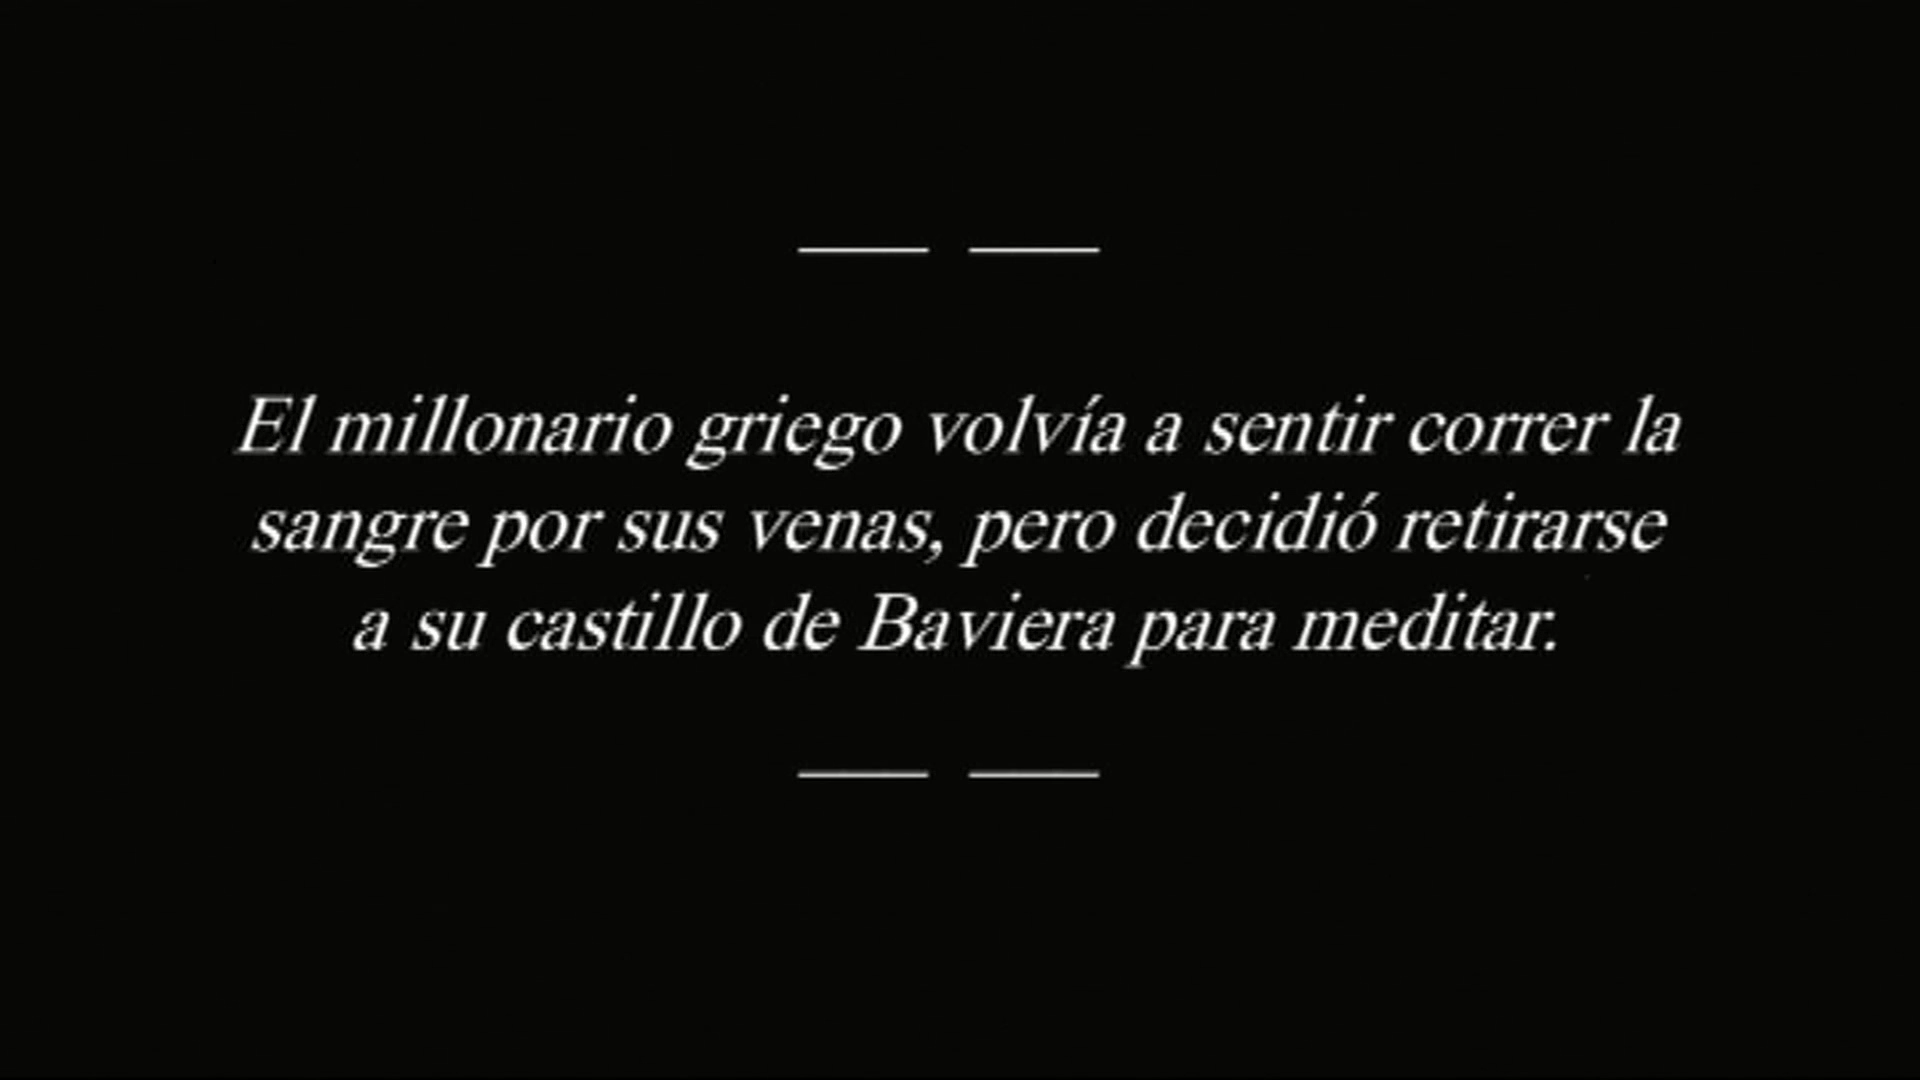 El millonario griego volvía a sentir correr la
sangre por sus venas, pero decidió retirarse
a su castillo de Baviera para meditar.